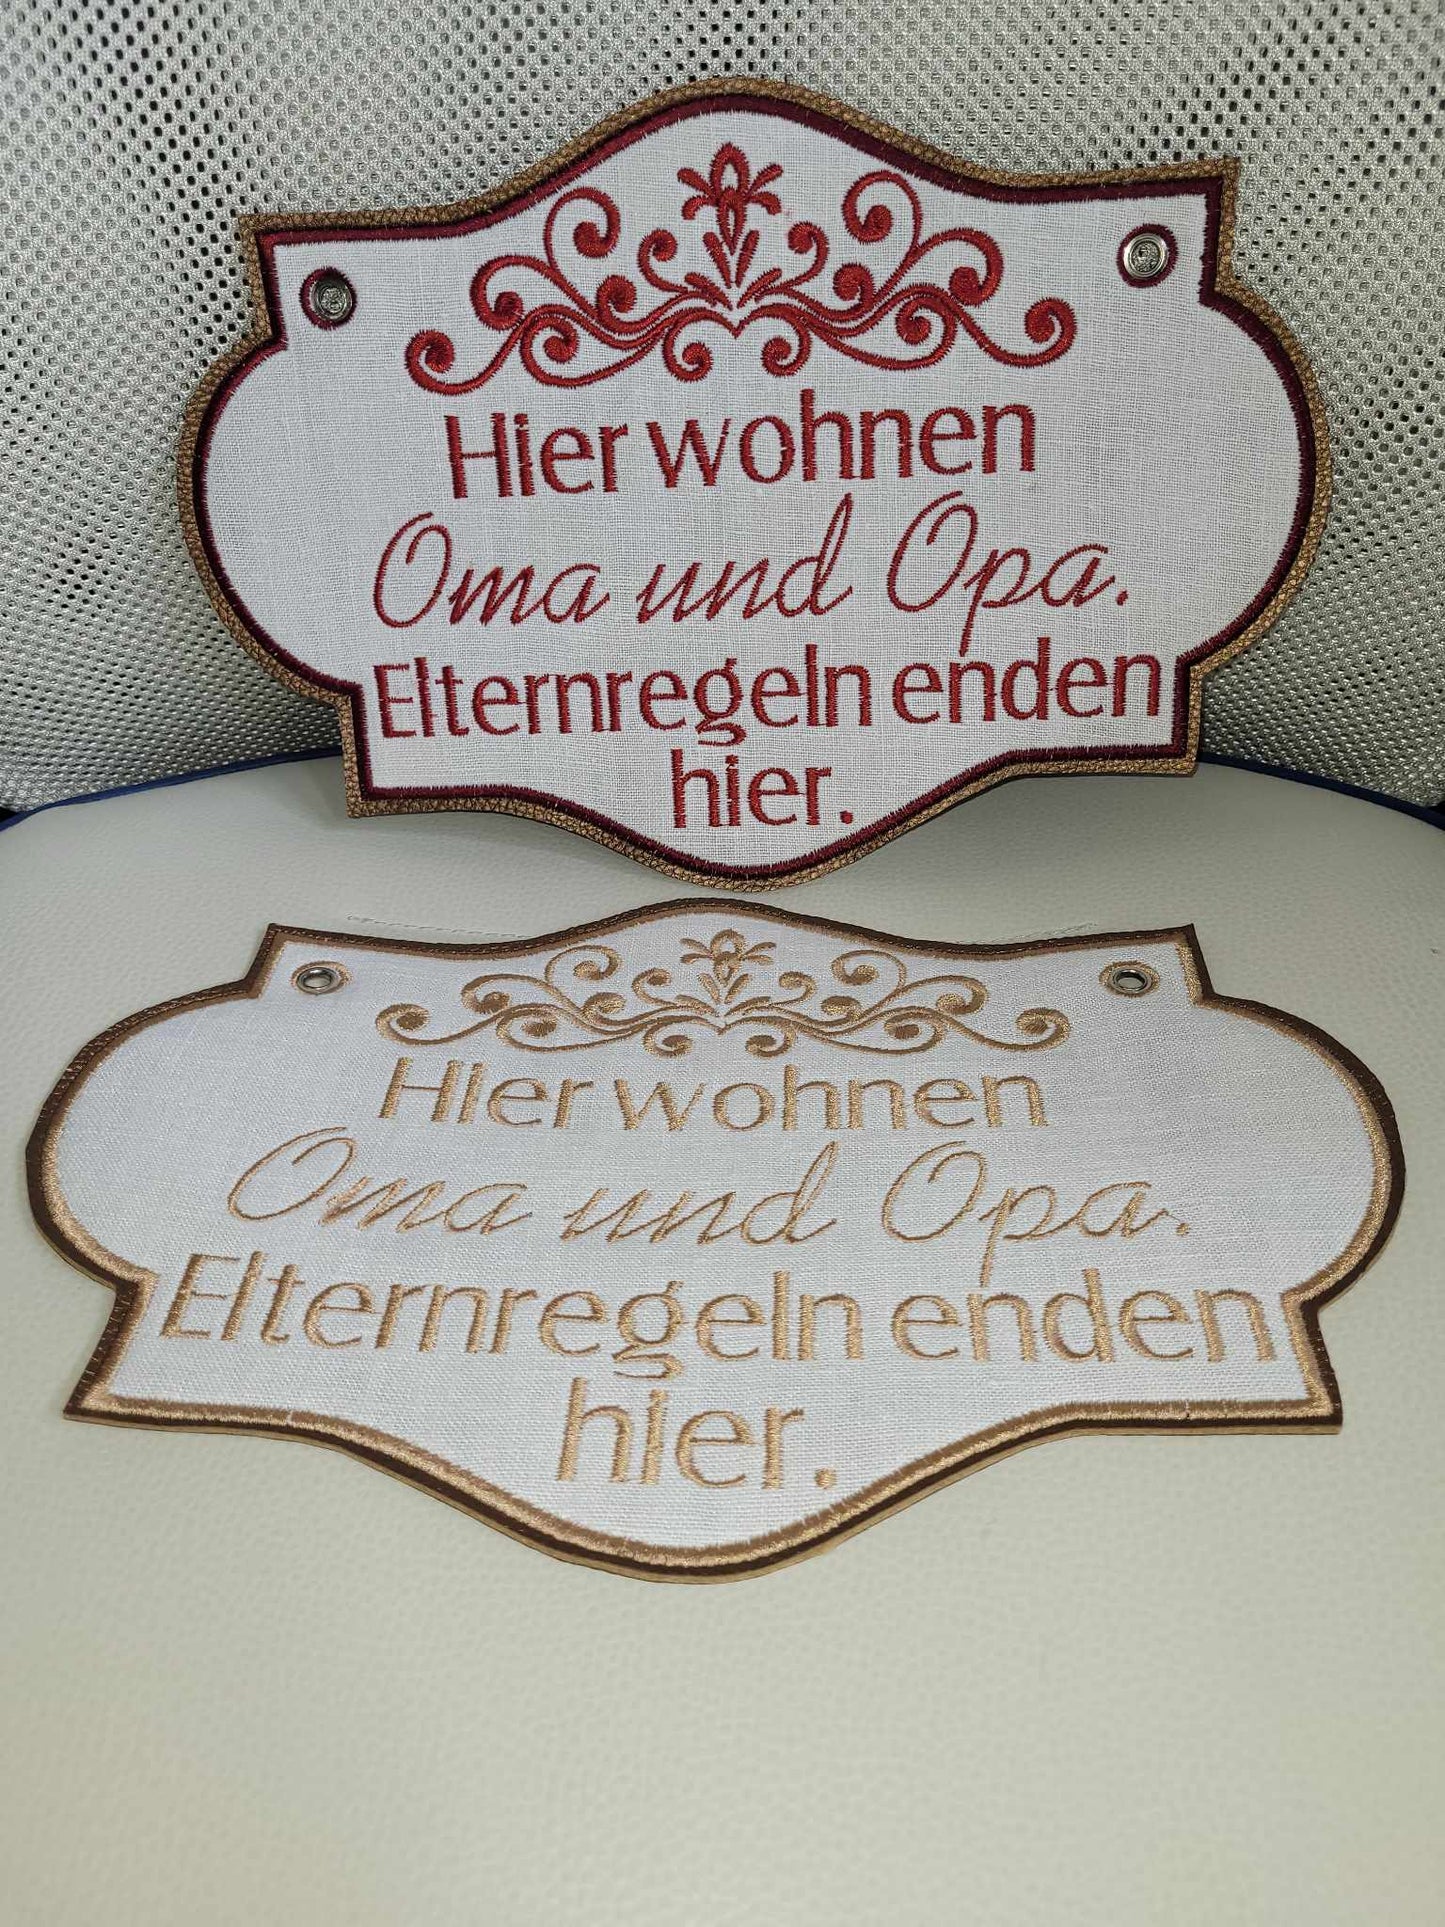 Hier wohnen
Oma und Opa.
Elternregeln enden
hier.
Hier wohnen
Oma und Opa.
Elternregeln enden
hier.